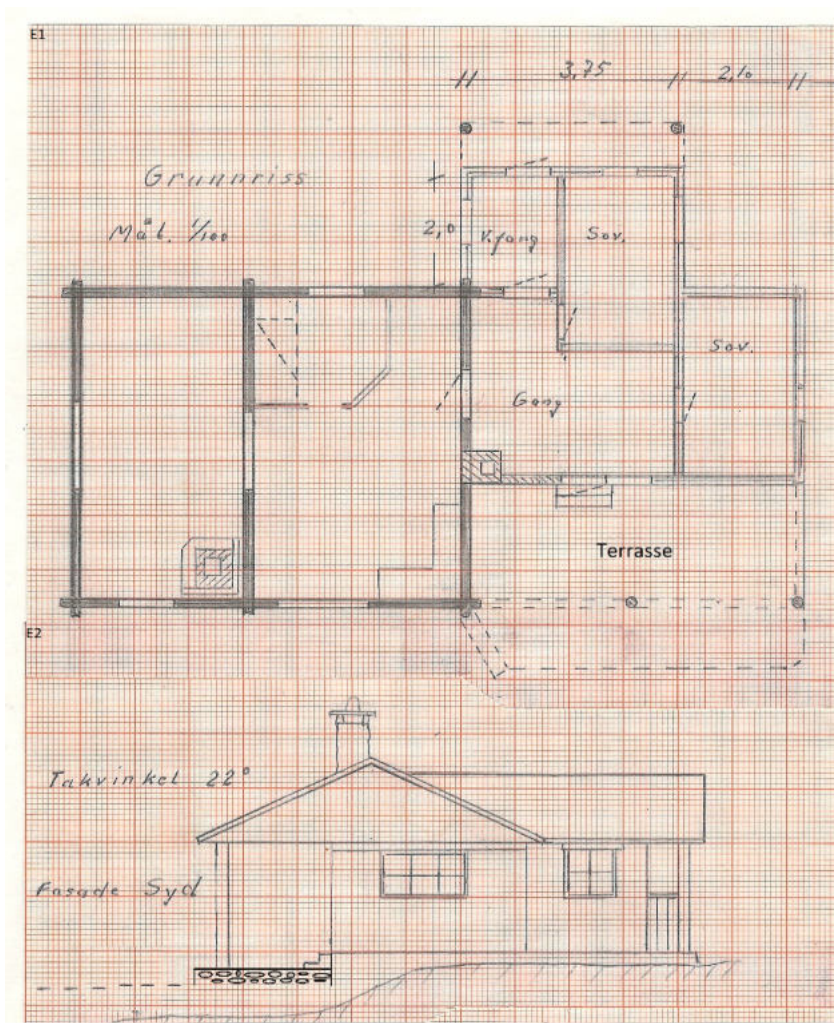 E1
3,75
2,10
Grunnriss
Mål. 1/100
2,0
V.fang
Sov.
Sov.
Gang
Terrasse
E2
Takvinkel 22°
Fasade Syd